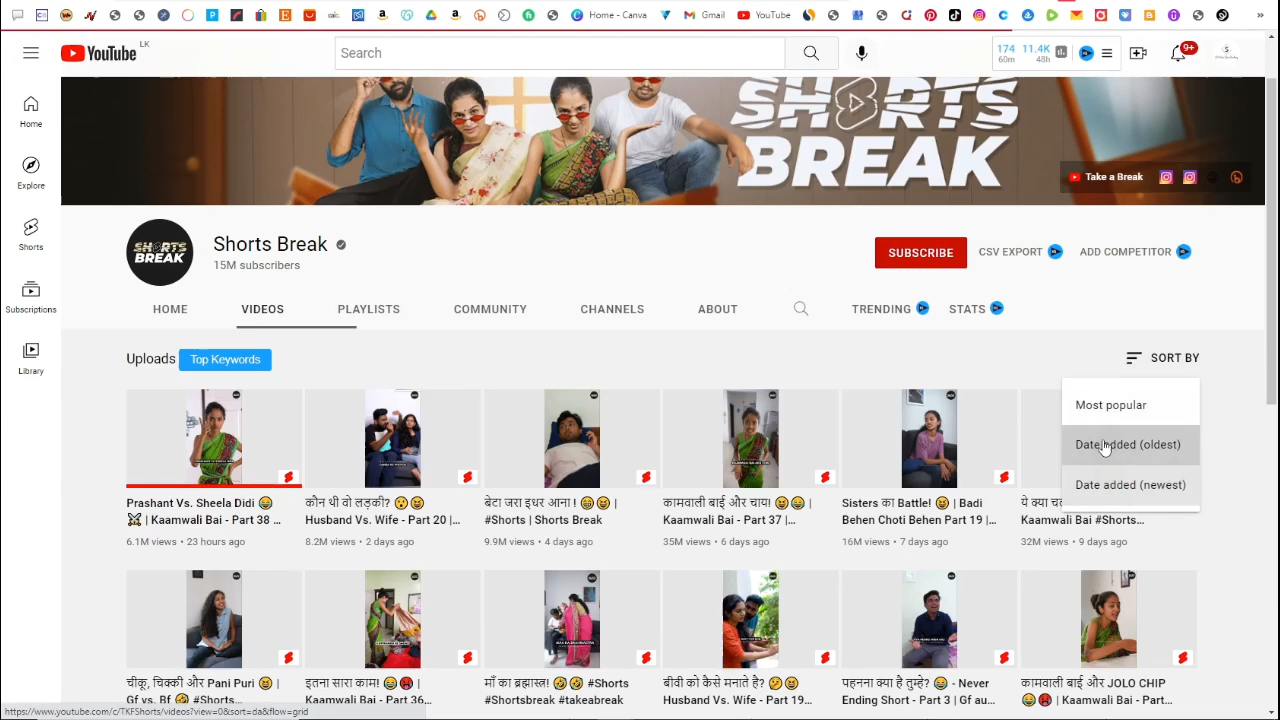 Home - Canva
Gmail
YouTube
»
YouTube LK
Search
174 11.4K
60m 48h
9+
Home
Explore
Shorts
Subscriptions
Library
SHORTS
BREAK
Take a Break
SHORTS
BREAK
Shorts Break
15M subscribers
SUBSCRIBE
CSV EXPORT
ADD COMPETITOR
HOME
VIDEOS
PLAYLISTS
COMMUNITY
CHANNELS
ABOUT
TRENDING
STATS
Uploads
Top Keywords
SORT BY
Most popular
Date added (oldest)
Date added (newest)
Prashant Vs. Sheela Didi 😂
⚔️ | Kaamwali Bai - Part 38 ...
6.1M views • 23 hours ago
कौन थी वो लड़की? 😯😆
Husband Vs. Wife - Part 20 |...
8.2M views • 2 days ago
बेटा जरा इधर आना ! 😂😆 |
#Shorts | Shorts Break
9.9M views • 4 days ago
कामवाली बाई और चाय! 😆😂 |
Kaamwali Bai - Part 37 |...
35M views • 6 days ago
Sisters का Battle! 😆 | Badi
Behen Choti Behen Part 19 |...
16M views • 7 days ago
ये क्या
Kaamwali Bai #Shorts...
32M views • 9 days ago
चीकू, चिक्की और Pani Puri 😆 |
Gf vs. Bf 🤣 #Shorts...
इतना सारा काम! 😂🥵 |
Kaamwali Bai - Part 36...
माँ का ब्रह्मास्त्र! 🤣🤣 #Shorts
#Shortsbreak #takeabreak
बीवी को कैसे मनाते है? 🤔😆 |
Husband Vs. Wife - Part 19...
पहनना क्या है तुम्हे? 😂 - Never
Ending Short - Part 3 | Gf au...
कामवाली बाई और JOLO CHIP
😂🥵 | Kaamwali Bai - Part...
https://www.youtube.com/c/TKFShorts/videos?view=0&sort=da&flow=grid